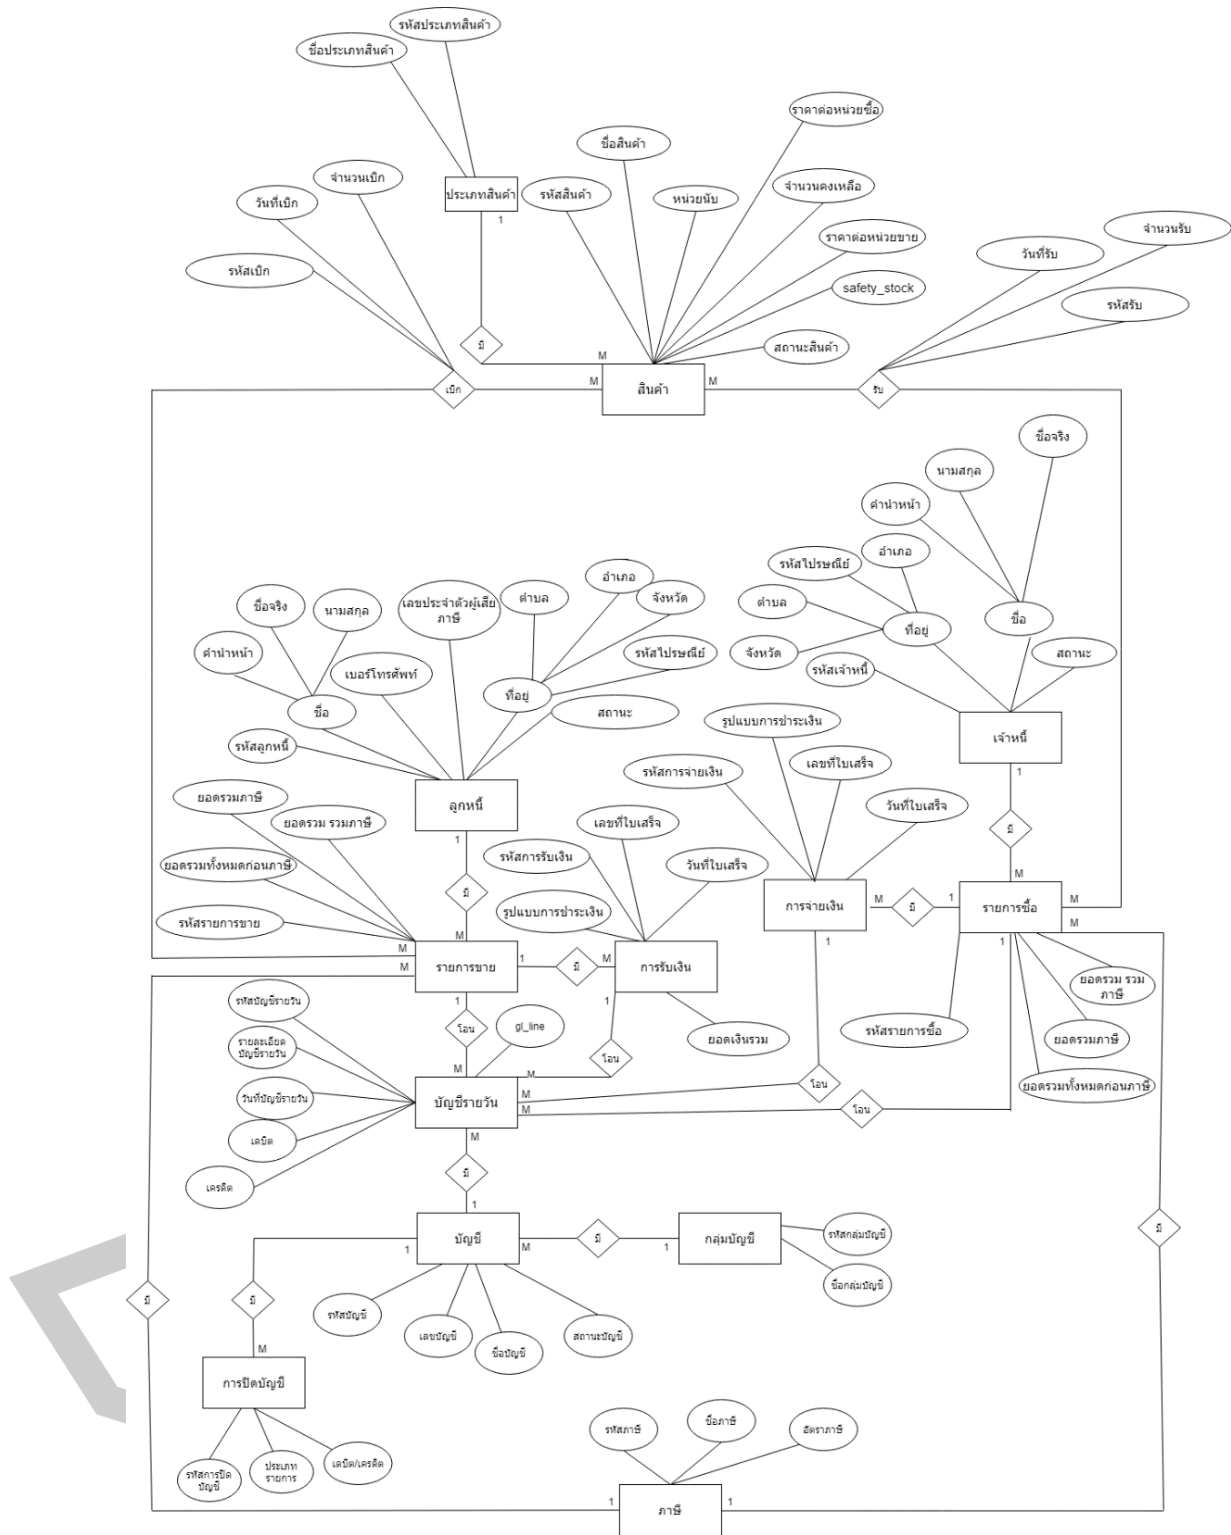 รหัสประเภทสินค้า
ชื่อประเภทสินค้า
ราคาต่อหน่วยซื้อ
ชื่อสินค้า
จำนวนเบิก
ประเภทสินค้า
รหัสสินค้า
หน่วยนับ
จำนวนคงเหลือ
วันที่เบิก
1
ราคาต่อหน่วยขาย
จำนวนรับ
วันที่รับ
รหัสเบิก
safety_stock
รหัสรับ
มี
สถานะสินค้า
M
เบิก
M
สินค้า
M
รับ
ชื่อจริง
นามสกุล
คำนำหน้า
อำเภอ
รหัสไปรษณีย์
อำเภอ
เลขประจำตัวผู้เสีย
ภาษี
ตำบล
จังหวัด
ตำบล
ที่อยู่
ชื่อ
ชื่อจริง
นามสกุล
คำนำหน้า
เบอร์โทรศัพท์
รหัสไปรษณีย์
จังหวัด
สถานะ
รหัสเจ้าหนี้
ที่อยู่
ชื่อ
สถานะ
รูปแบบการชำระเงิน
เจ้าหนี้
รหัสลูกหนี้
เลขที่ใบเสร็จ
รหัสการจ่ายเงิน
1
ลูกหนี้
ยอดรวมภาษี
ยอดรวม รวมภาษี
เลขที่ใบเสร็จ
วันที่ใบเสร็จ
มี
1
รหัสการรับเงิน
วันที่ใบเสร็จ
ยอดรวมทั้งหมดก่อนภาษี
M
มี
การจ่ายเงิน
M
มี
1
รายการซื้อ
M
รูปแบบการชำระเงิน
รหัสรายการขาย
M
M
1
1
M
M
รายการขาย
1
มี
M
การรับเงิน
M
ยอดรวม รวม
ภาษี
รหัสบัญชีรายวัน
1
1
gl_line
โอน
รหัสรายการซื้อ
ยอดเงินรวม
ยอดรวมภาษี
รายละเอียด
บัญชีรายวัน
โอน
M
M
โอน
ยอดรวมทั้งหมดก่อนภาษี
วันที่บัญชีรายวัน
บัญชีรายวัน
M
M
โอน
เดบิต
M
มี
เครดิต
1
บัญชี
กลุ่มบัญชี
รหัสกลุ่มบัญชี
มี
1
M
มี
1
ชื่อกลุ่มบัญชี
มี
มี
รหัสบัญชี
เลขบัญชี
ชื่อบัญชี
สถานะบัญชี
M
การปิดบัญชี
ชื่อภาษี
รหัสภาษี
อัตราภาษี
ประเภท
รายการ
เดบิต/เครดิต
รหัสการปิด
บัญชี
1
ภาษี
1